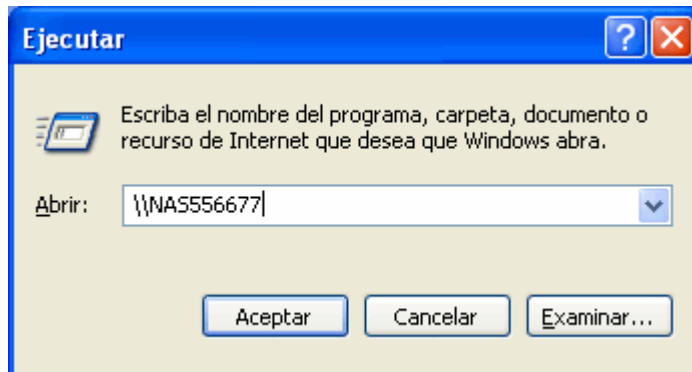 Ejecutar
Escriba el nombre del programa, carpeta, documento o
recurso de Internet que desea que Windows abra.
Abrir: \\NAS556677
Aceptar Cancelar Examinar...